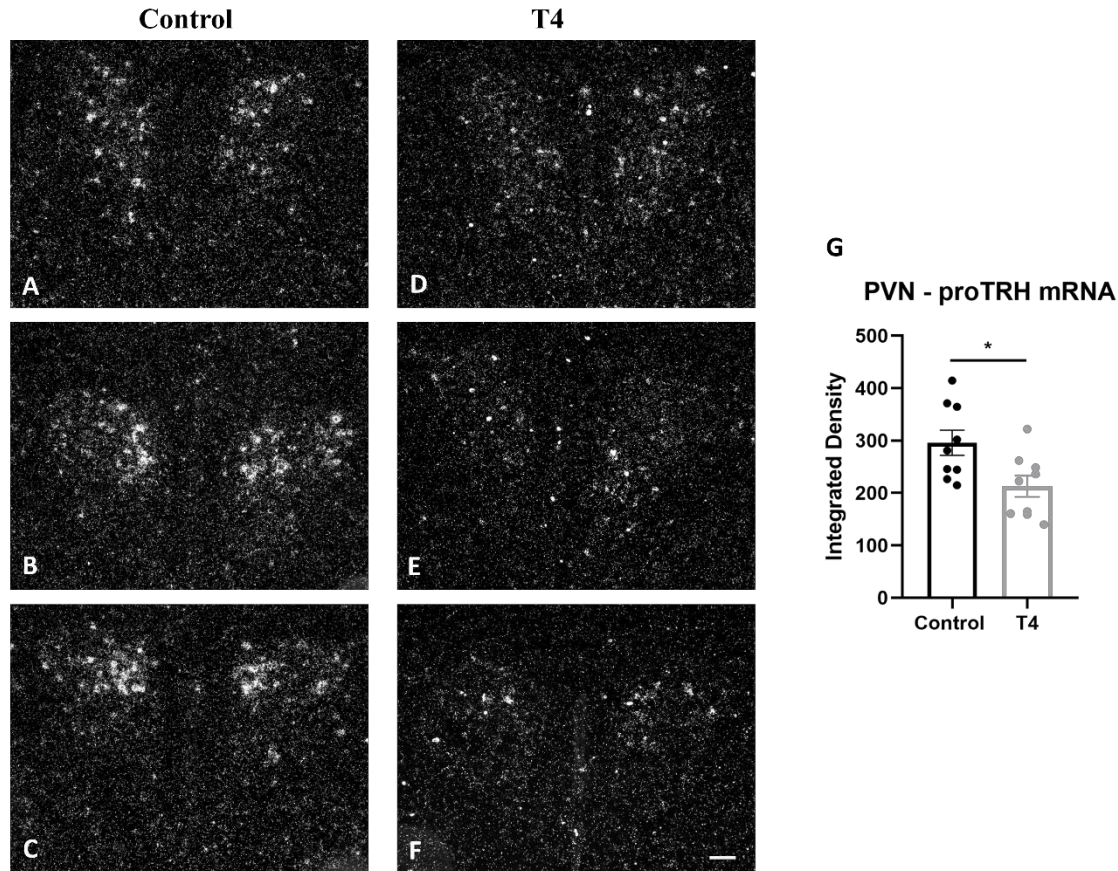 Control T4
A D
B E
C F
G
PVN - proTRH mRNA
*
500
400
300
200
100
0
Integrated Density
Control T4